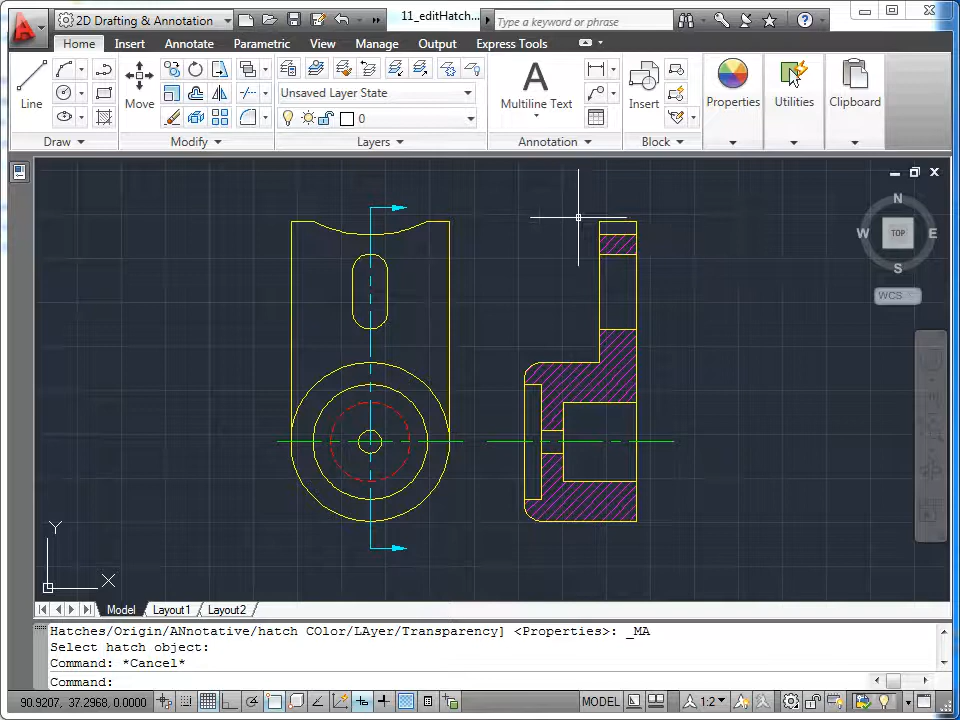 2D Drafting & Annotation
11_editHatch...
Type a keyword or phrase
Home Insert Annotate Parametric View Manage Output Express Tools
Line
Move
Unsaved Layer State
0
Multiline Text
Insert
Properties
Utilities
Clipboard
Draw
Modify
Layers
Annotation
Block
N
W
TOP
E
S
WCS
Y
X
Model Layout1 Layout2
Hatches/Origin/ANnotative/hatch COlor/LAyer/Transparency] <Properties>: _MA
Select hatch object:
Command: *Cancel*
Command:
90.9207, 37.2968, 0.0000
MODEL
1:2